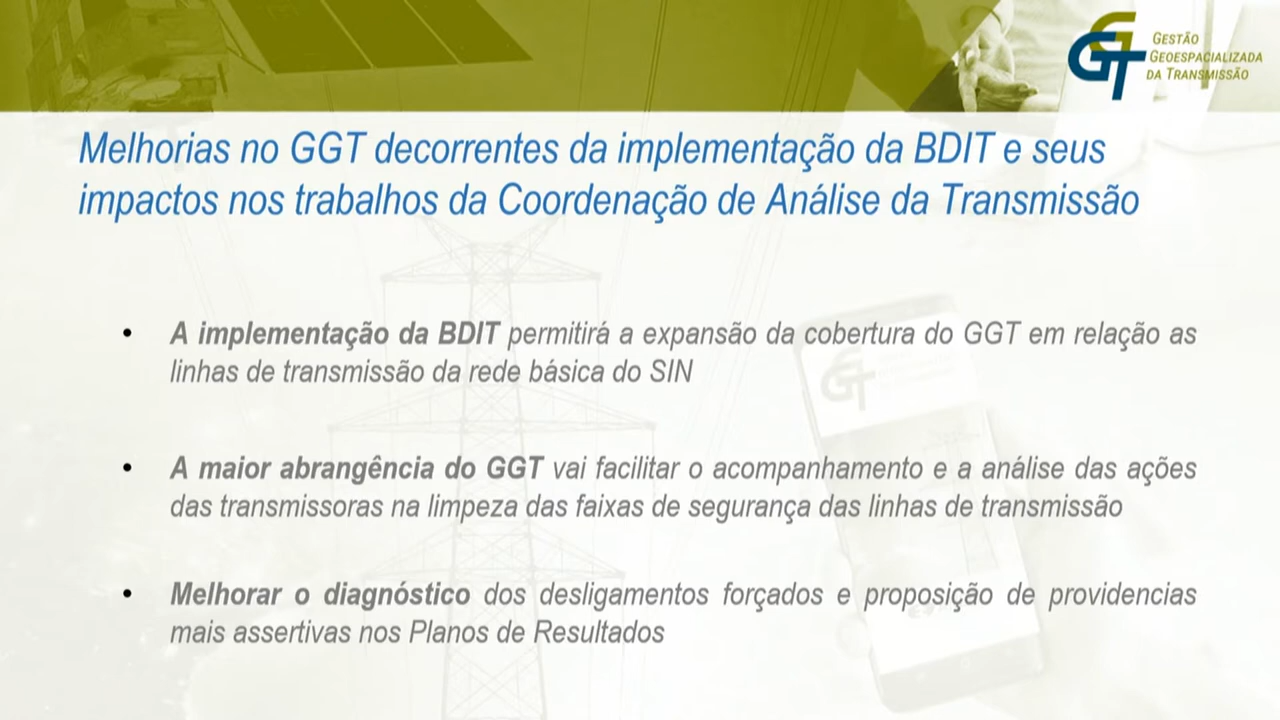 GGT
GESTÃO
GEOESPACIALIZADA
DA TRANSMISSÃO
Melhorias no GGT decorrentes da implementação da BDIT e seus
impactos nos trabalhos da Coordenação de Análise da Transmissão
• A implementação da BDIT permitirá a expansão da cobertura do GGT em relação as
linhas de transmissão da rede básica do SIN
• A maior abrangência do GGT vai facilitar o acompanhamento e a análise das ações
das transmissoras na limpeza das faixas de segurança das linhas de transmissão
• Melhorar o diagnóstico dos desligamentos forçados e proposição de providencias
mais assertivas nos Planos de Resultados